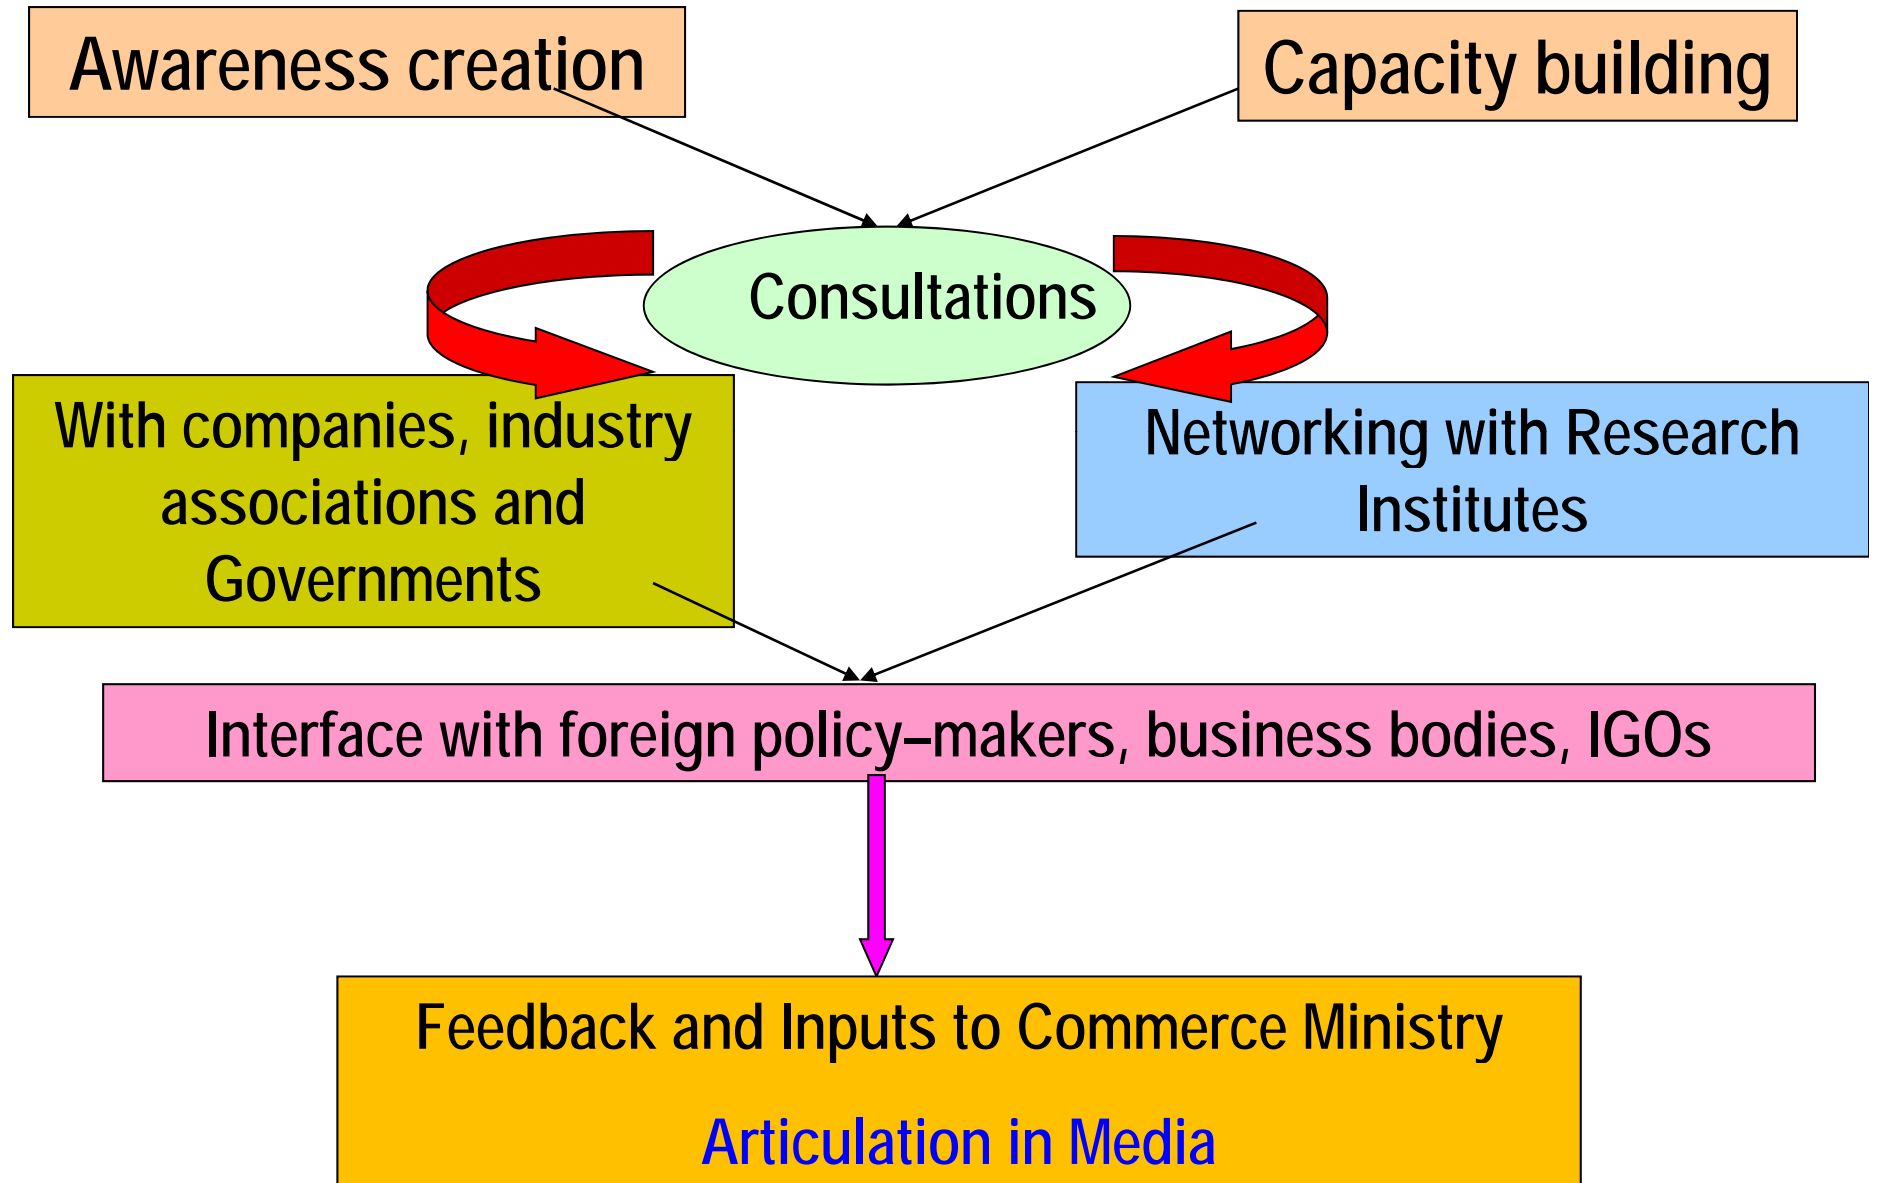 Awareness creation
Capacity building
Consultations
With companies, industry
associations and
Governments
Networking with Research
Institutes
Interface with foreign policy–makers, business bodies, IGOs
Feedback and Inputs to Commerce Ministry
Articulation in Media